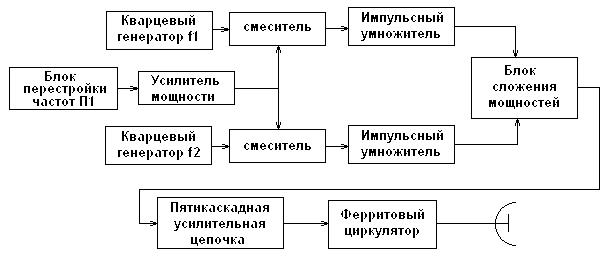 Кварцевый
генератор f1
смеситель
Импульсный
умножитель
Блок
перестройки
частот П1
Усилитель
мощности
Блок
сложения
мощностей
Кварцевый
генератор f2
смеситель
Импульсный
умножитель
Пятикаскадная
усилительная
цепочка
Ферритовый
циркулятор